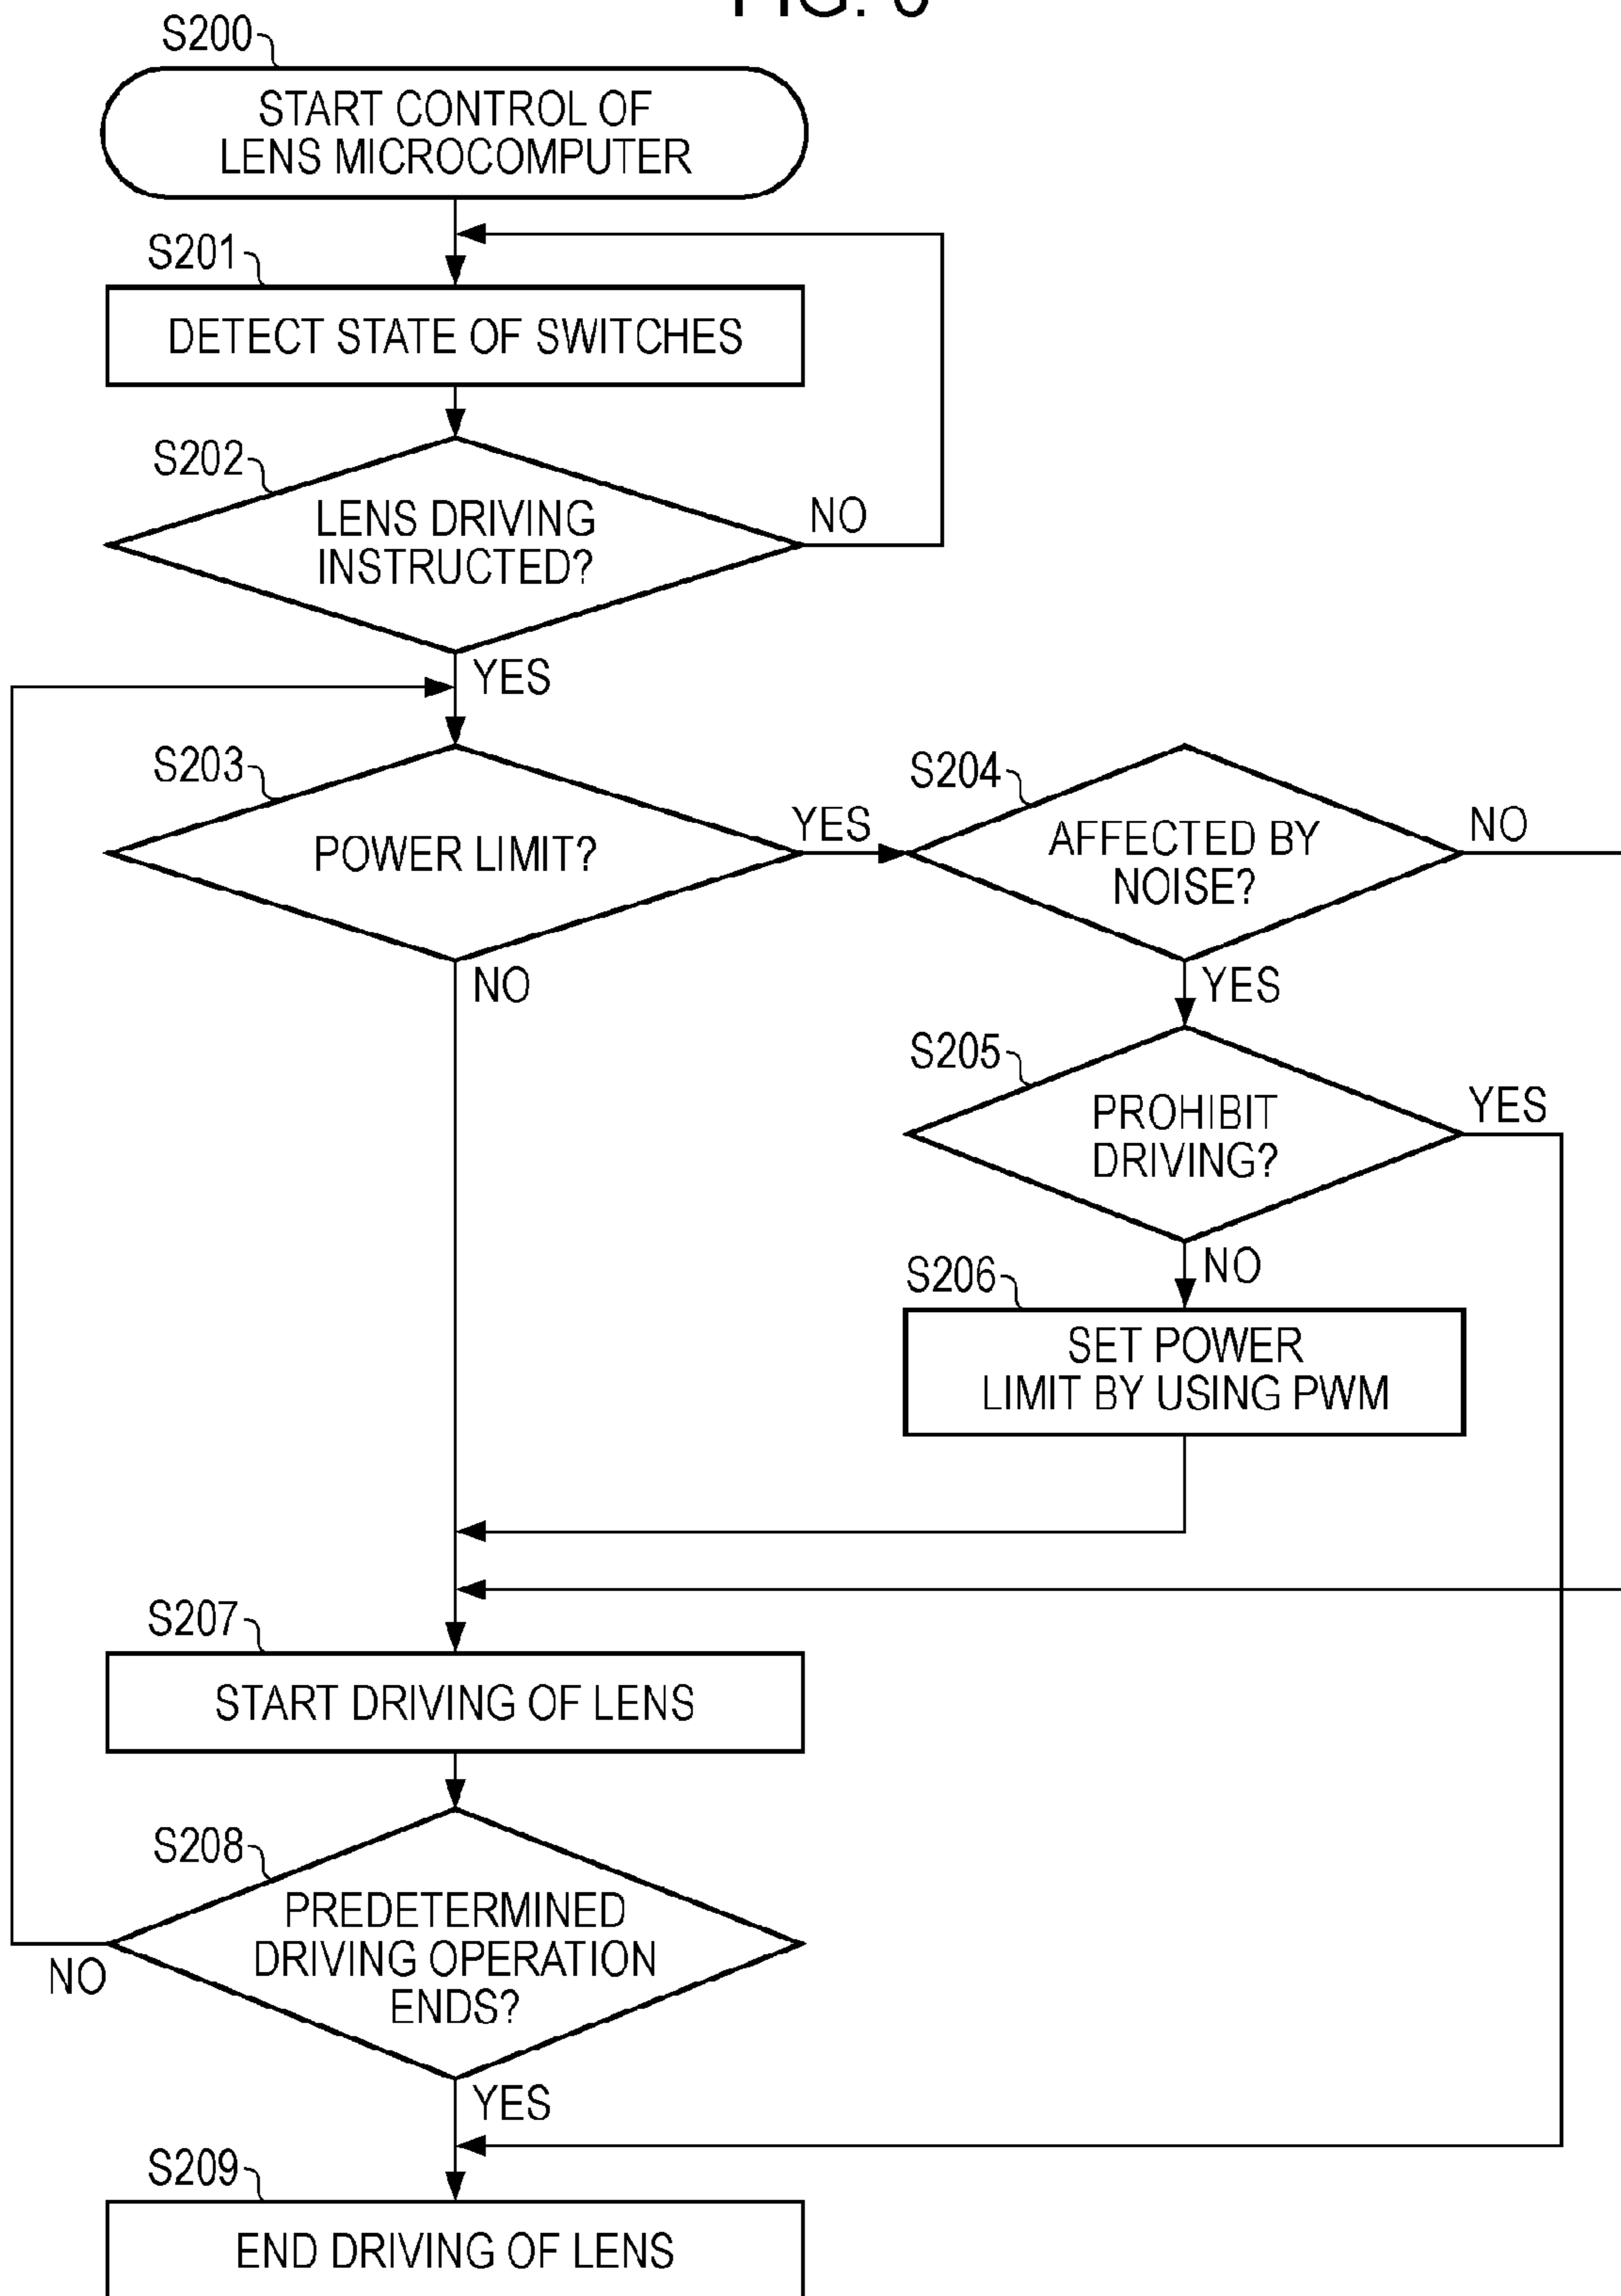 S200
START CONTROL OF
LENS MICROCOMPUTER
S201
DETECT STATE OF SWITCHES
S202
LENS DRIVING
INSTRUCTED?
NO
YES
S203
POWER LIMIT?
YES
NO
S204
AFFECTED BY
NOISE?
NO
YES
S205
PROHIBIT
DRIVING?
YES
NO
S206
SET POWER
LIMIT BY USING PWM
S207
START DRIVING OF LENS
S208
PREDETERMINED
DRIVING OPERATION
ENDS?
NO
YES
S209
END DRIVING OF LENS